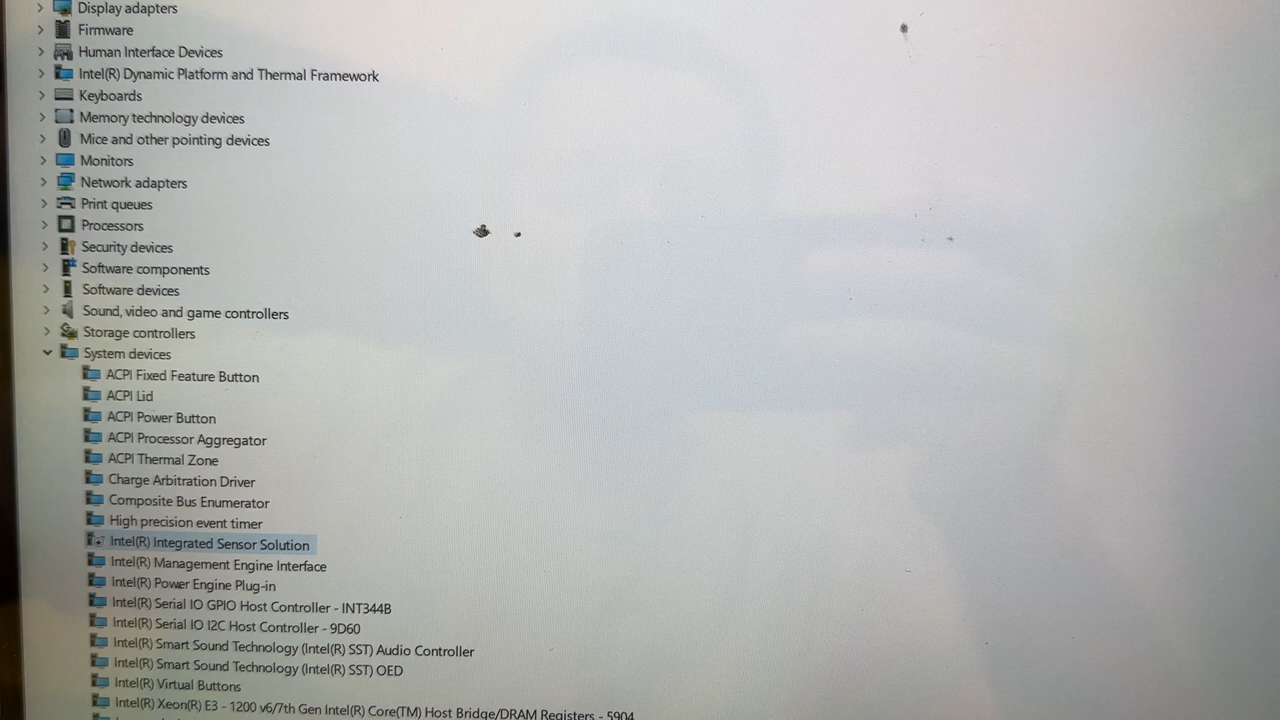 Display adapters
Firmware
Human Interface Devices
Intel(R) Dynamic Platform and Thermal Framework
Keyboards
Memory technology devices
Mice and other pointing devices
Monitors
Network adapters
Print queues
Processors
Security devices
Software components
Software devices
Sound, video and game controllers
Storage controllers
System devices
ACPI Fixed Feature Button
ACPI Lid
ACPI Power Button
ACPI Processor Aggregator
ACPI Thermal Zone
Charge Arbitration Driver
Composite Bus Enumerator
High precision event timer
Intel(R) Integrated Sensor Solution
Intel(R) Management Engine Interface
Intel(R) Power Engine Plug-in
Intel(R) Serial IO GPIO Host Controller - INT344B
Intel(R) Serial IO I2C Host Controller - 9D60
Intel(R) Smart Sound Technology (Intel(R) SST) Audio Controller
Intel(R) Smart Sound Technology (Intel(R) SST) OED
Intel(R) Virtual Buttons
Intel(R) Xeon(R) E3 - 1200 v6/7th Gen Intel(R) Core(TM) Host Bridge/DRAM Registers - 5904